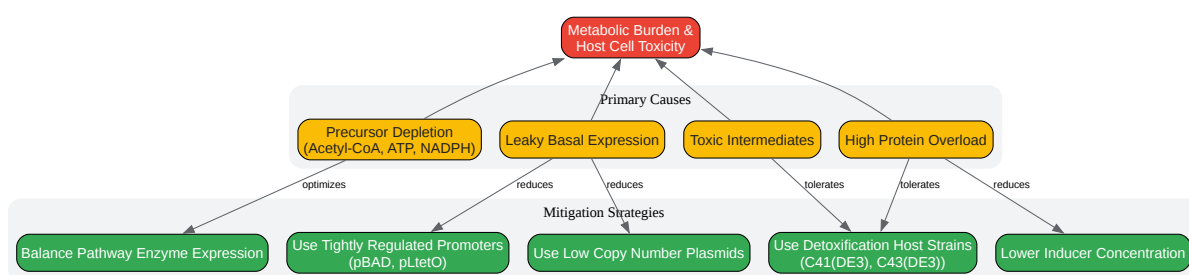 Metabolic Burden &
Host Cell Toxicity
Primary Causes
Precursor Depletion
(Acetyl-CoA, ATP, NADPH)
Leaky Basal Expression
Toxic Intermediates
High Protein Overload
optimizes
reduces
reduces
tolerates
tolerates
reduces
Mitigation Strategies
Balance Pathway Enzyme Expression
Use Tightly Regulated Promoters
(pBAD, pLtetO)
Use Low Copy Number Plasmids
Use Detoxification Host Strains
(C41(DE3), C43(DE3))
Lower Inducer Concentration